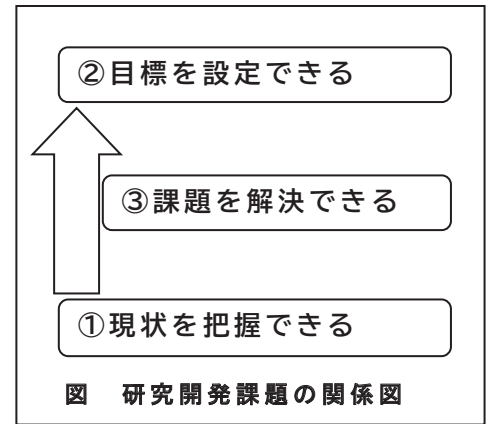 ②目標を設定できる
③課題を解決できる
①現状を把握できる
図　研究開発課題の関係図